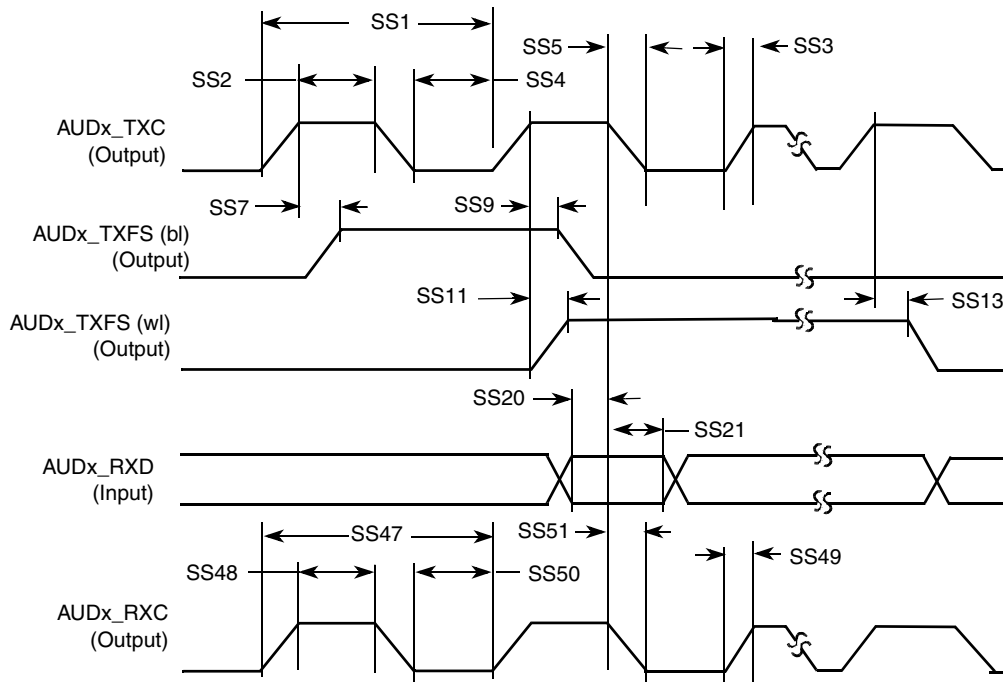 SS1
SS5
SS3
SS2
SS4
AUDx_TXC
(Output)
SS7
SS9
AUDx_TXFS (bl)
(Output)
SS11
SS13
AUDx_TXFS (wl)
(Output)
SS20
SS21
AUDx_RXD
(Input)
SS47
SS51
SS49
SS48
SS50
AUDx_RXC
(Output)